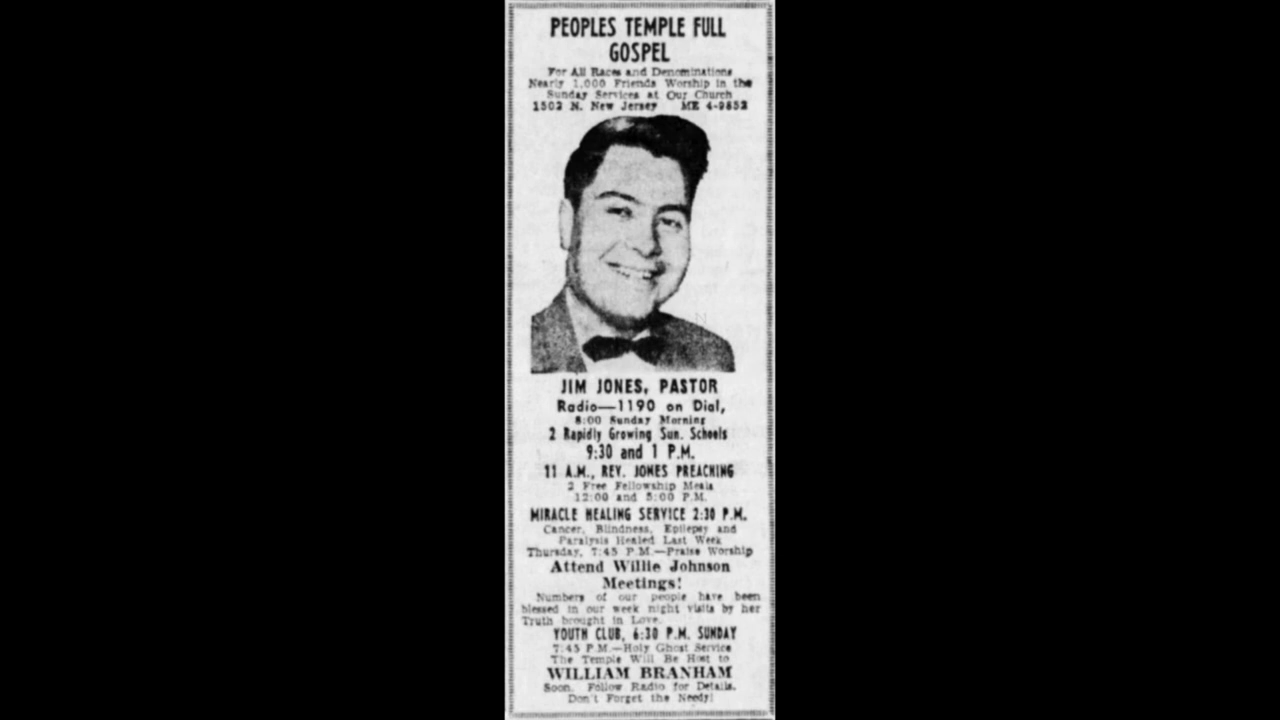 PEOPLES TEMPLE FULL
GOSPEL
For All Races and Denominations
Nearly 1,000 Friends Worship in the
Sunday Services at Our Church
1502 N. New Jersey ME 4-9853
JIM JONES, PASTOR
Radio—1190 on Dial,
8:00 Sunday Morning
2 Rapidly Growing Sun. Schools
9:30 and 1 P.M.
11 A.M., REV. JONES PREACHING
2 Free Fellowship Meals
12:00 and 5:00 P.M.
MIRACLE HEALING SERVICE 2:30 P.M.
Cancer, Blindness, Epilepsy and
Paralysis Healed Last Week
Thursday, 7:45 P.M.—Praise Worship
Attend Willie Johnson
Meetings!
Numbers of our people have been
blessed in our week night visits by her
Truth brought in Love.
YOUTH CLUB, 6:30 P.M. SUNDAY
7:45 P.M.—Holy Ghost Service
The Temple Will Be Host to
WILLIAM BRANHAM
Soon. Follow Radio for Details.
Don't Forget the Needy!